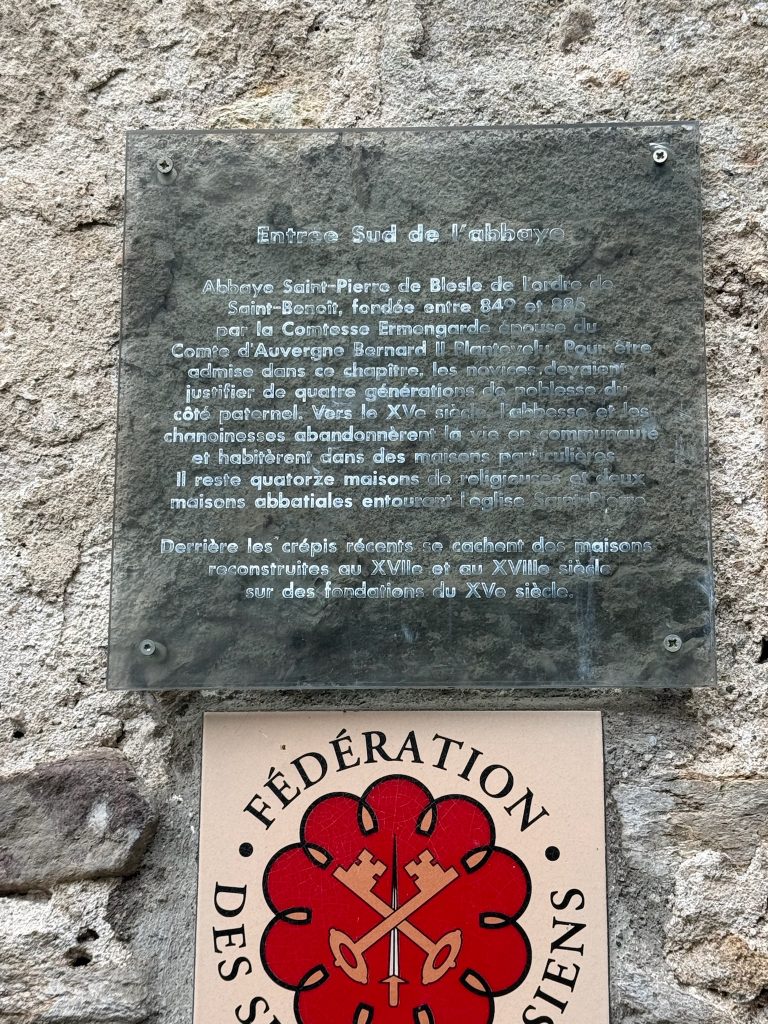 Entrée Sud de l'abbaye
Abbaye Saint-Pierre de Blesle de l'ordre de
Saint-Benoît, fondée entre 849 et 885
par la Comtesse Ermengarde épouse du
Comte d'Auvergne Bernard II Plantevelu. Pour être
admise dans ce chapitre, les novices devaient
justifier de quatre générations de noblesse du
côté paternel. Vers le XVe siècle, l'abbesse et les
chanoinesses abandonnèrent la vie en communauté
et habitèrent dans des maisons particulières.
Il reste quatorze maisons de religieuses et deux
maisons abbatiales entourant l'église Saint-Pierre.
Derrière les crépis récents se cachent des maisons
reconstruites au XVIIe et au XVIIIe siècle
sur des fondations du XVe siècle.
FÉDÉRATION
DES